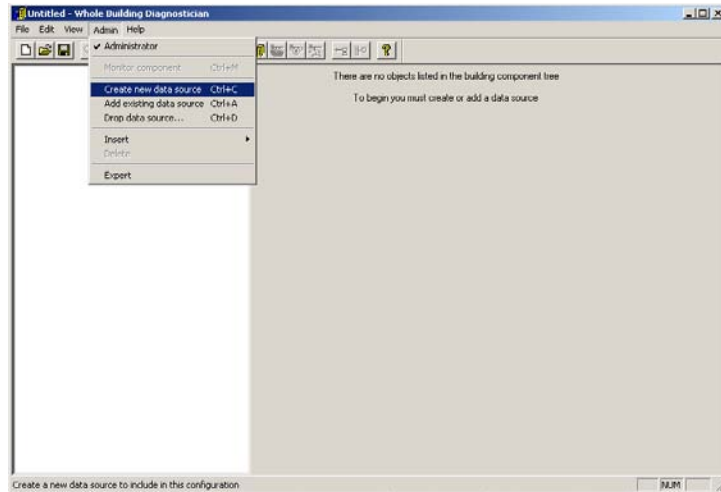 Untitled - Whole Building Diagnostician
File Edit View Admin Help
Administrator
Monitor component Ctrl+M
Create new data source Ctrl+C
Add existing data source Ctrl+A
Drop data source... Ctrl+D
Insert
Delete
Expert
There are no objects listed in the building component tree
To begin you must create or add a data source
Create a new data source to include in this configuration
NUM